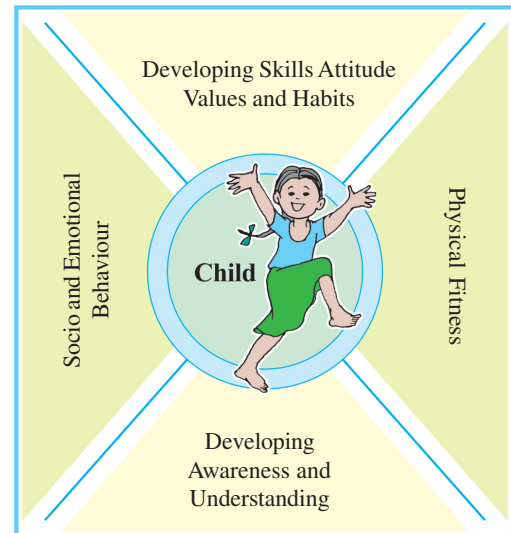 Developing Skills Attitude
Values and Habits
Socio and Emotional
Behaviour
Child
Physical Fitness
Developing
Awareness and
Understanding